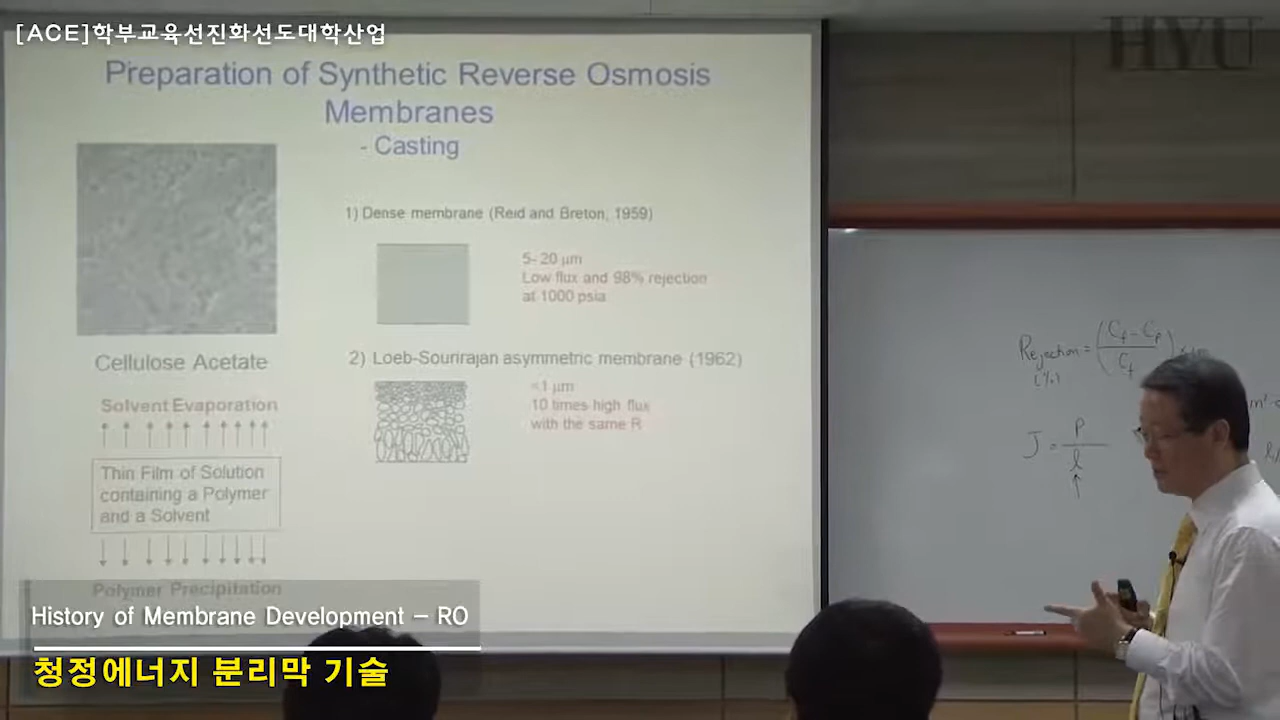 [ACE]학부교육선진화선도대학산업
HYU
Preparation of Synthetic Reverse Osmosis
Membranes
- Casting
1) Dense membrane (Reid and Breton, 1959)
5- 20 μm
Low flux and 98% rejection
at 1000 psia
Cellulose Acetate
2) Loeb-Sourirajan asymmetric membrane (1962)
<1 μm
10 times high flux
with the same R
Solvent Evaporation
Thin Film of Solution
containing a Polymer
and a Solvent
Polymer Precipitation
Rejection = (Cf - Cp / Cf) ×
(%)
J = P / l
History of Membrane Development – RO
청정에너지 분리막 기술